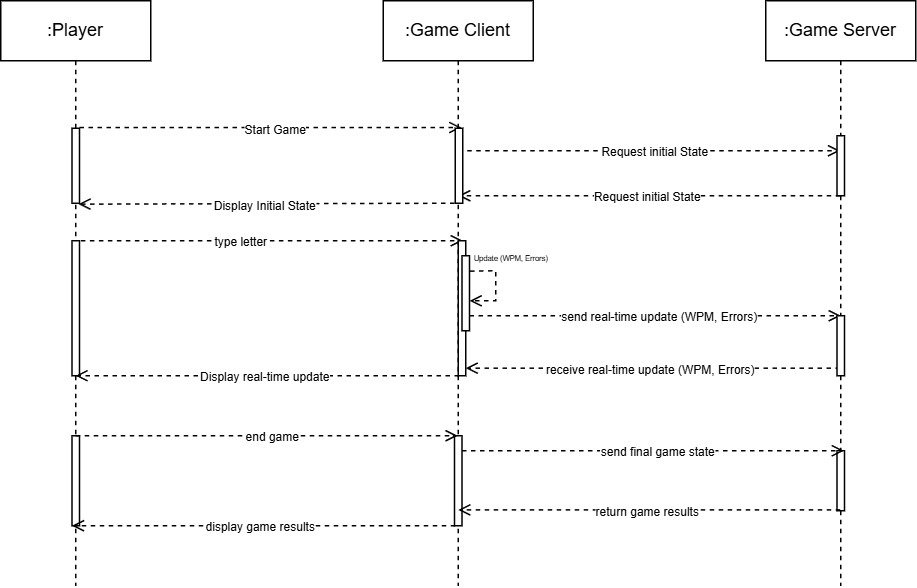 :Player
:Game Client
:Game Server
Start Game
Request initial State
Request initial State
Display Initial State
type letter
Update (WPM, Errors)
send real-time update (WPM, Errors)
receive real-time update (WPM, Errors)
Display real-time update
end game
send final game state
return game results
display game results